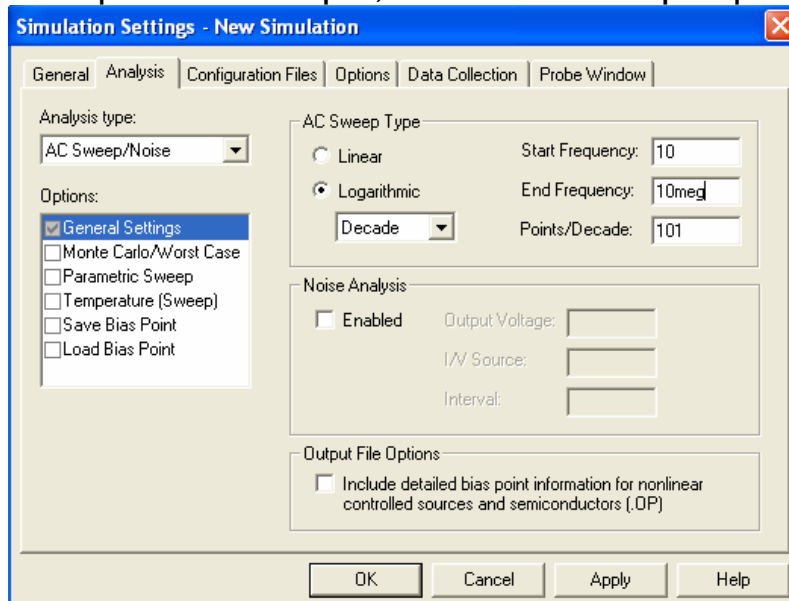 Simulation Settings - New Simulation
General Analysis Configuration Files Options Data Collection Probe Window
Analysis type:
AC Sweep/Noise
Options:
General Settings
Monte Carlo/Worst Case
Parametric Sweep
Temperature (Sweep)
Save Bias Point
Load Bias Point
AC Sweep Type
Linear
Logarithmic
Decade
Start Frequency: 10
End Frequency: 10meg
Points/Decade: 101
Noise Analysis
Enabled
Output Voltage:
I/V Source:
Interval:
Output File Options
Include detailed bias point information for nonlinear
controlled sources and semiconductors (.OP)
OK Cancel Apply Help